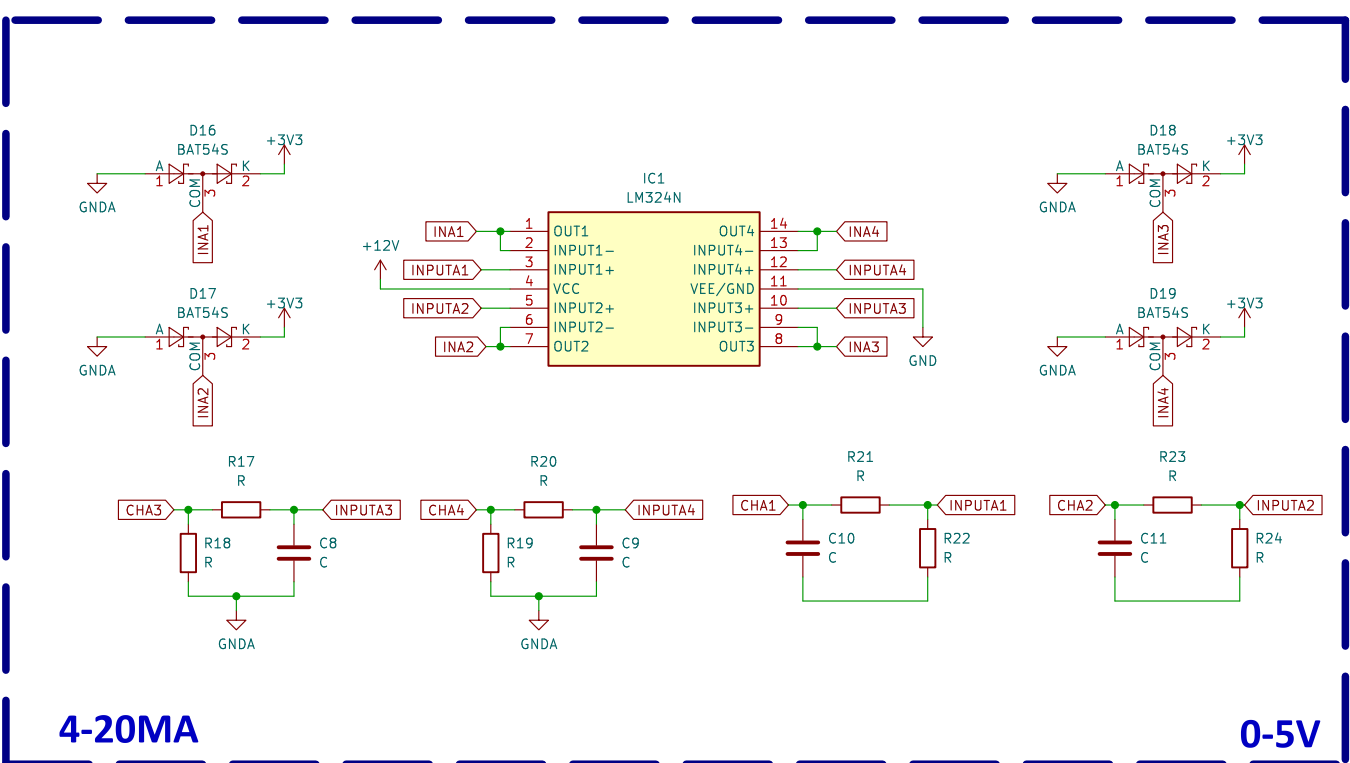 D16
BAT54S
+3V3
A
K
1
2
COM
3
GNDA
INA1
D17
BAT54S
+3V3
A
K
1
2
COM
3
GNDA
INA2
IC1
LM324N
+12V
INA1
1
OUT1
2
INPUT1-
INPUTA1
3
INPUT1+
4
VCC
INPUTA2
5
INPUT2+
6
INPUT2-
INA2
7
OUT2
OUT4
14
INA4
INPUT4-
13
INPUT4+
12
INPUTA4
VEE/GND
11
INPUT3+
10
INPUTA3
INPUT3-
9
OUT3
8
INA3
GND
D18
BAT54S
+3V3
A
K
1
2
COM
3
GNDA
INA3
D19
BAT54S
+3V3
A
K
1
2
COM
3
GNDA
INA4
R17
R
CHA3
INPUTA3
R18
R
C8
C
GNDA
R20
R
CHA4
INPUTA4
R19
R
C9
C
GNDA
R21
R
CHA1
INPUTA1
C10
C
R22
R
R23
R
CHA2
INPUTA2
C11
C
R24
R
4-20MA
0-5V